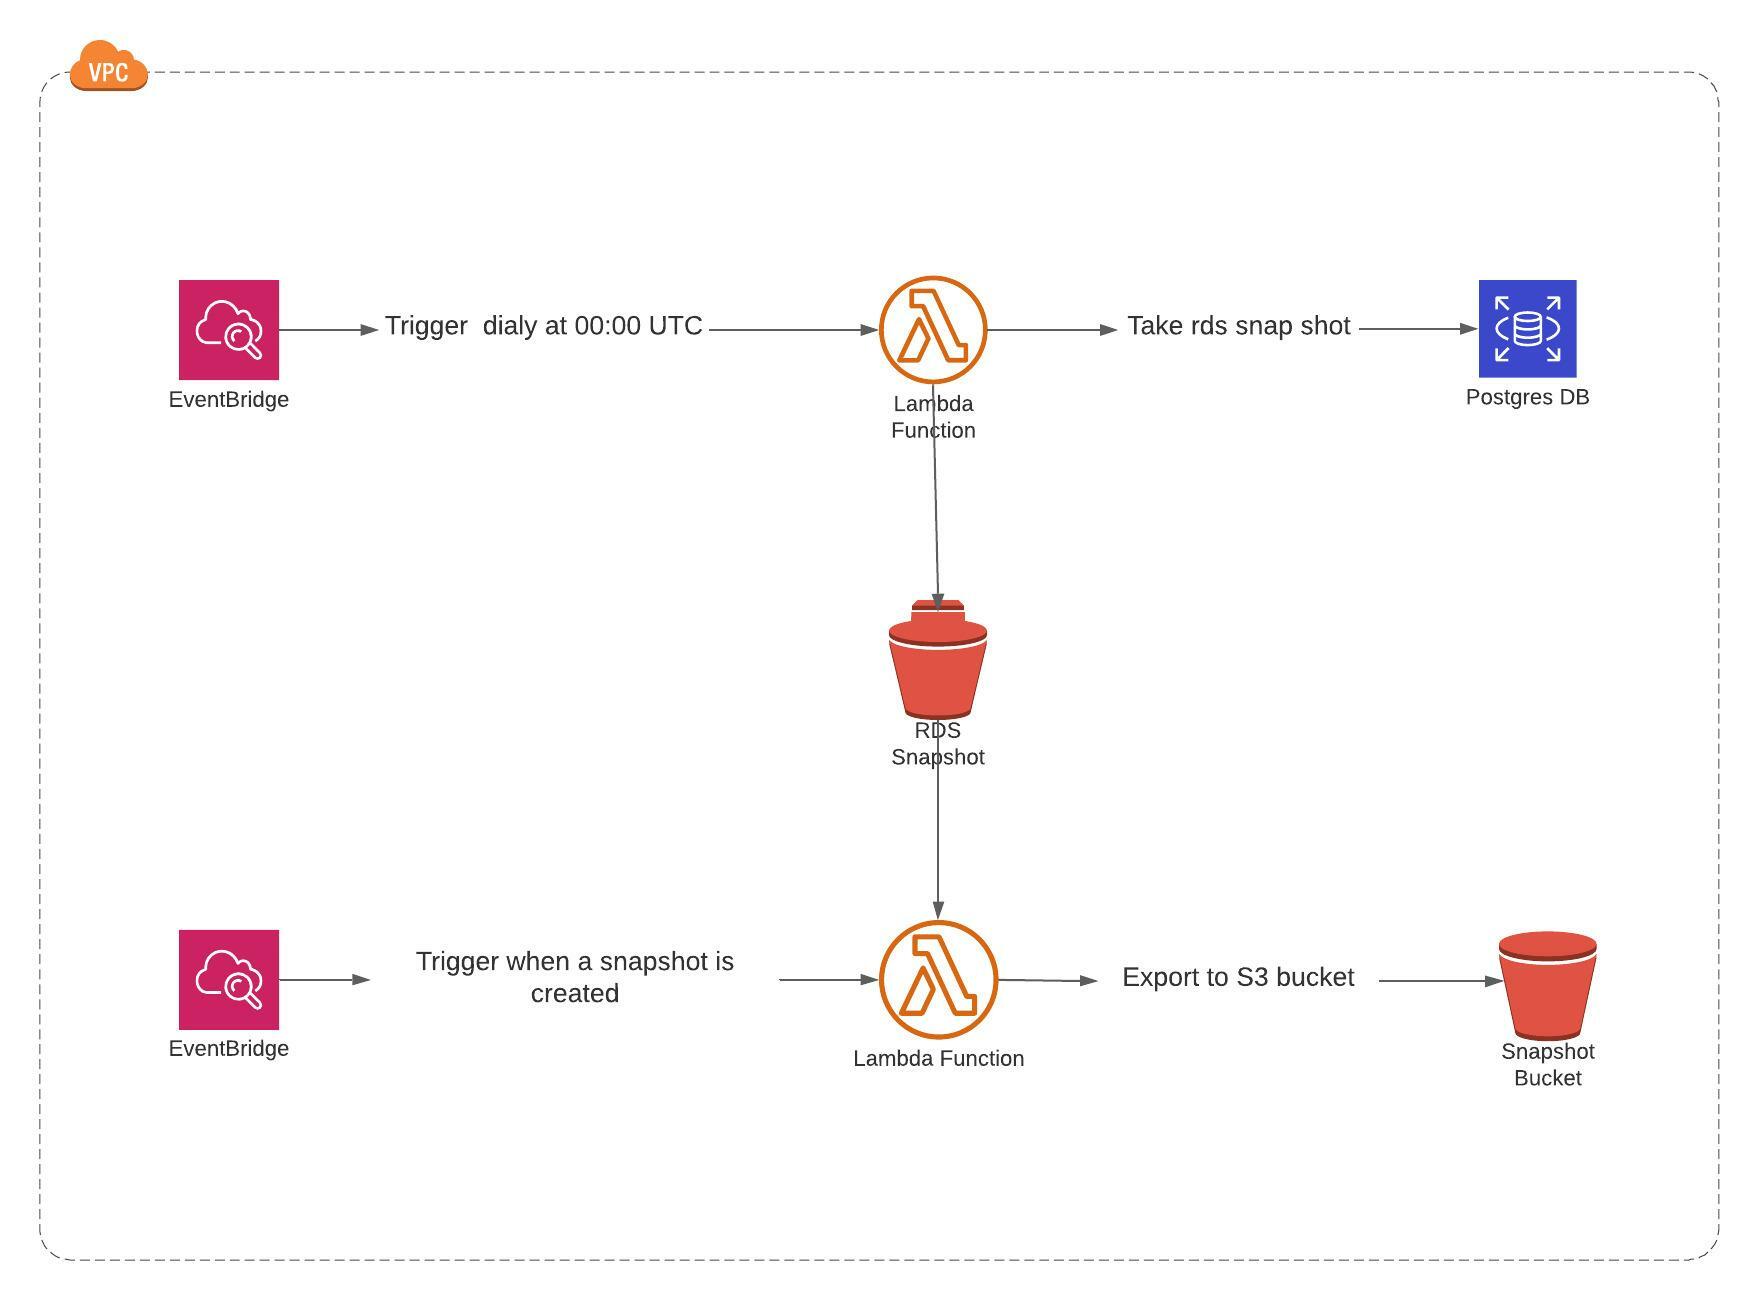 VPC
Trigger  dialy at 00:00 UTC
Take rds snap shot
EventBridge
Lambda
Function
Postgres DB
RDS
Snapshot
Trigger when a snapshot is
created
Export to S3 bucket
EventBridge
Lambda Function
Snapshot
Bucket